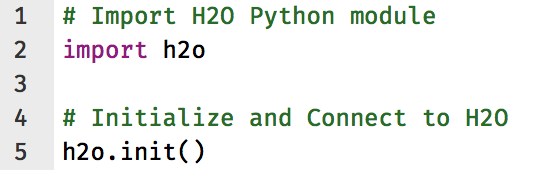 1 # Import H2O Python module
2 import h2o
3
4 # Initialize and Connect to H2O
5 h2o.init()